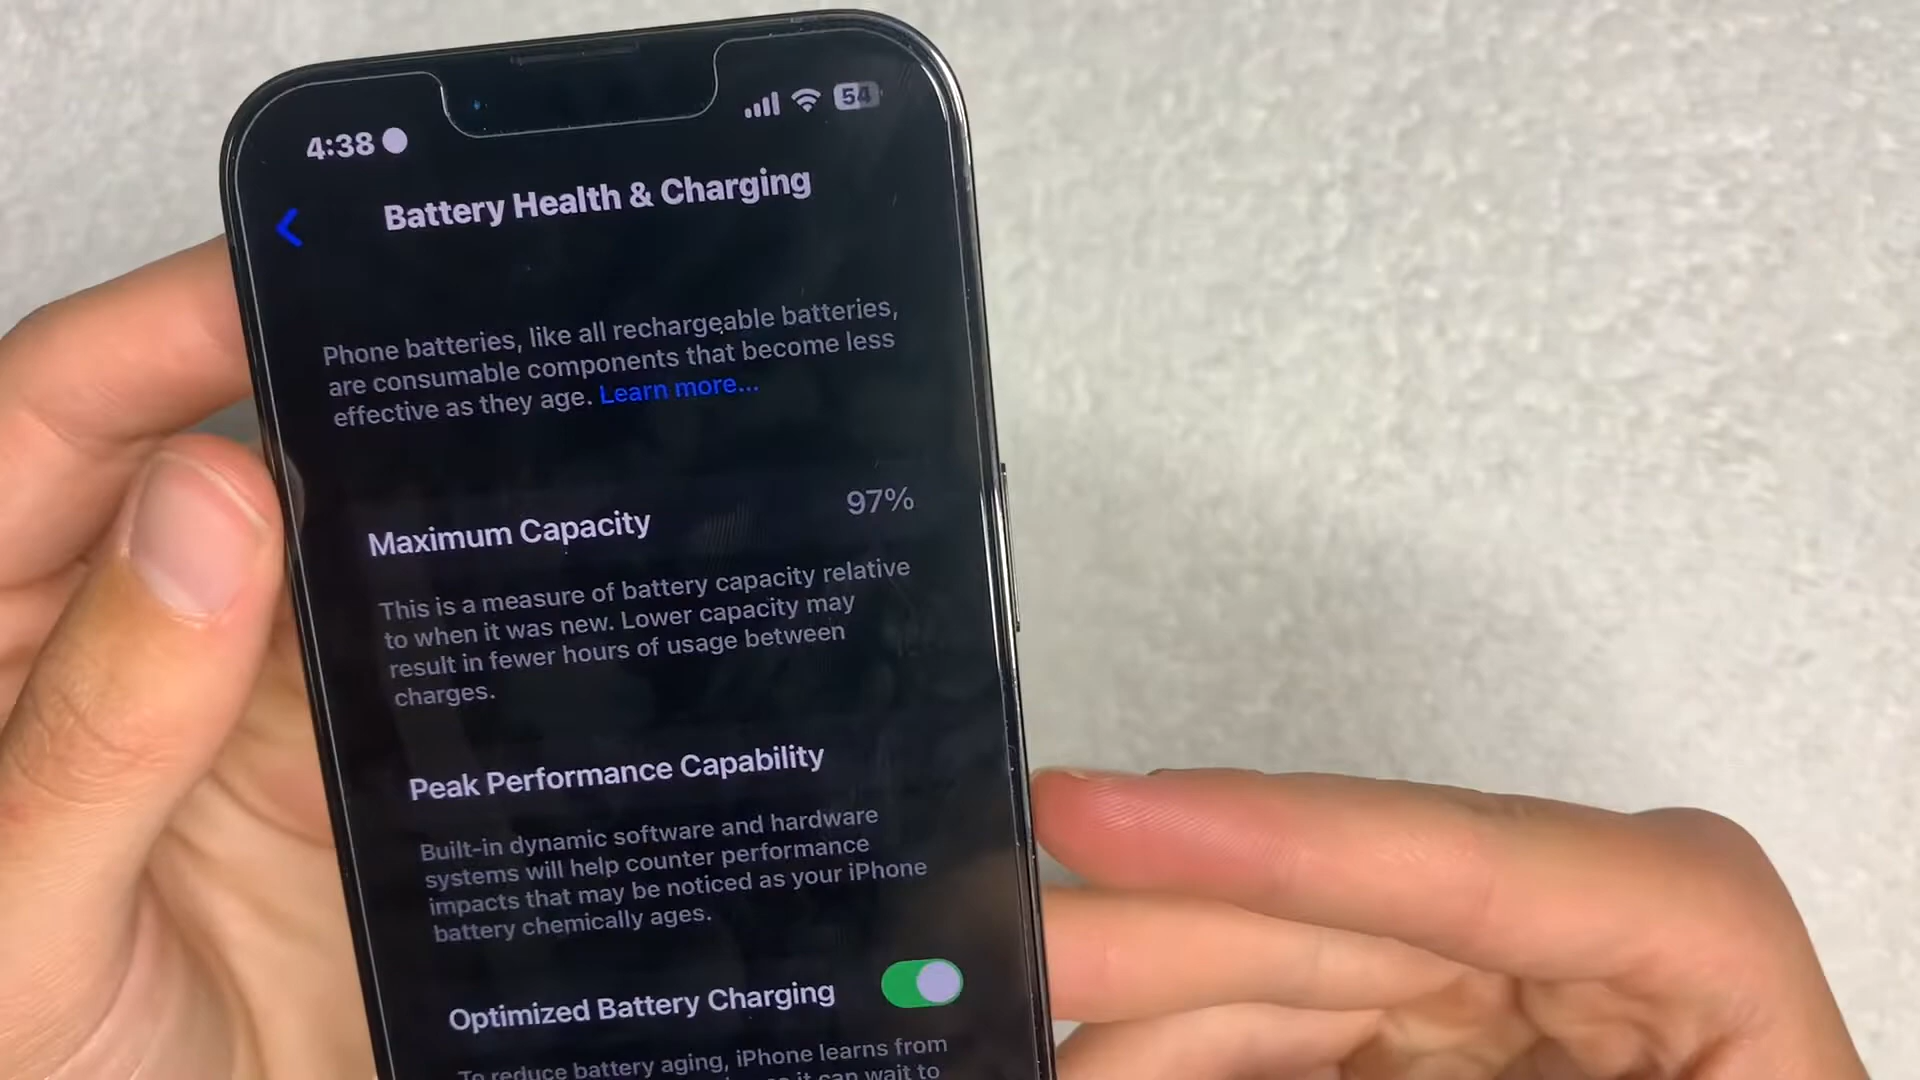 4:38
54
Battery Health & Charging
Phone batteries, like all rechargeable batteries,
are consumable components that become less
effective as they age. Learn more...
Maximum Capacity 97%
This is a measure of battery capacity relative
to when it was new. Lower capacity may
result in fewer hours of usage between
charges.
Peak Performance Capability
Built-in dynamic software and hardware
systems will help counter performance
impacts that may be noticed as your iPhone
battery chemically ages.
Optimized Battery Charging
To reduce battery aging, iPhone learns from
it can wait to